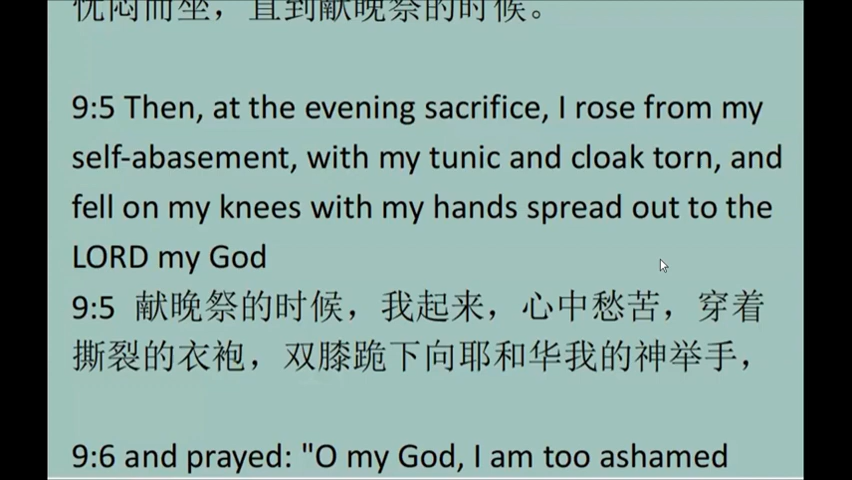 忧闷而坐，直到献晚祭的时候。
9:5 Then, at the evening sacrifice, I rose from my
self-abasement, with my tunic and cloak torn, and
fell on my knees with my hands spread out to the
LORD my God
9:5 献晚祭的时候，我起来，心中愁苦，穿着
撕裂的衣袍，双膝跪下向耶和华我的神举手，
9:6 and prayed: "O my God, I am too ashamed